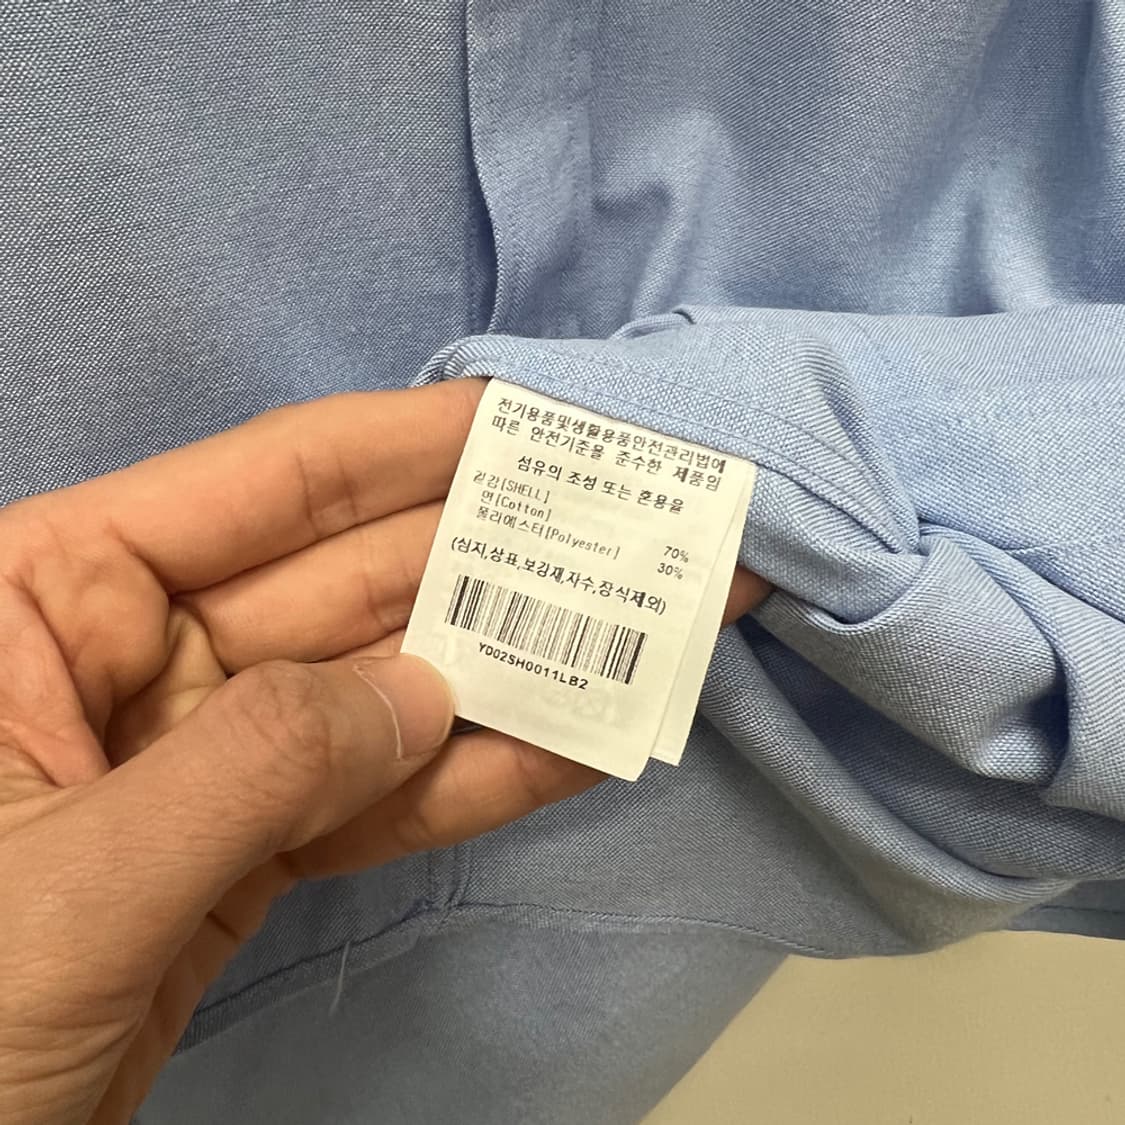 전기용품및생활용품안전관리법에
따른 안전기준을 준수한 제품임
섬유의 조성 또는 혼용율
겉감[SHELL]
면[Cotton] 70%
폴리에스터[Polyester] 30%
(심지,상표,보강재,자수,장식제외)
YD02SH0011LB2